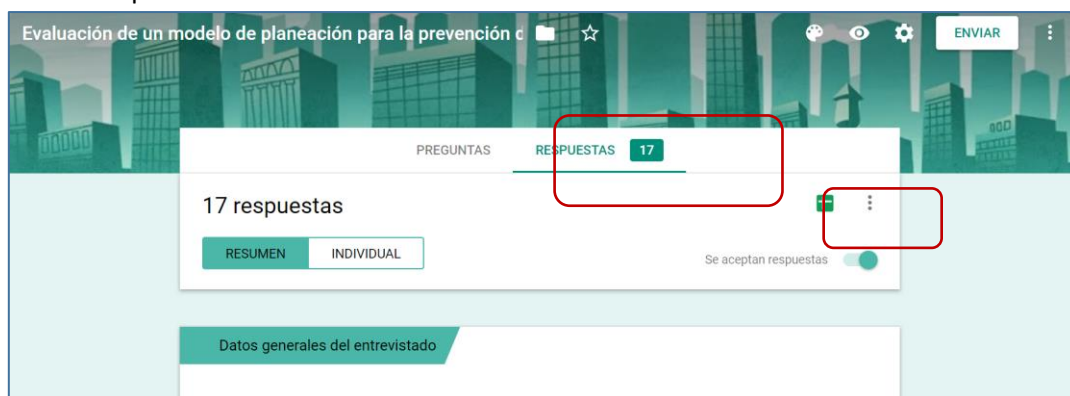 Evaluación de un modelo de planeación para la prevención d
ENVIAR
PREGUNTAS RESPUESTAS 17
17 respuestas
RESUMEN INDIVIDUAL
Se aceptan respuestas
Datos generales del entrevistado